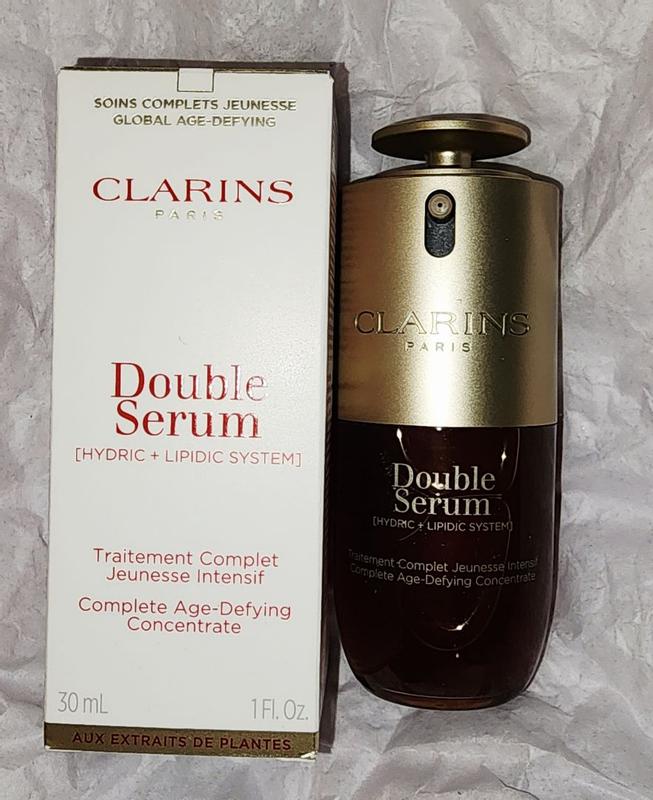 SOINS COMPLETS JEUNESSE
GLOBAL AGE-DEFYING
CLARINS
PARIS
Double
Serum
[HYDRIC + LIPIDIC SYSTEM]
Traitement Complet
Jeunesse Intensif
Complete Age-Defying
Concentrate
30 mL 1 Fl. Oz.
AUX EXTRAITS DE PLANTES
CLARINS
PARIS
Double
Serum
[HYDRIC + LIPIDIC SYSTEM]
Traitement Complet Jeunesse Intensif
Complete Age-Defying Concentrate